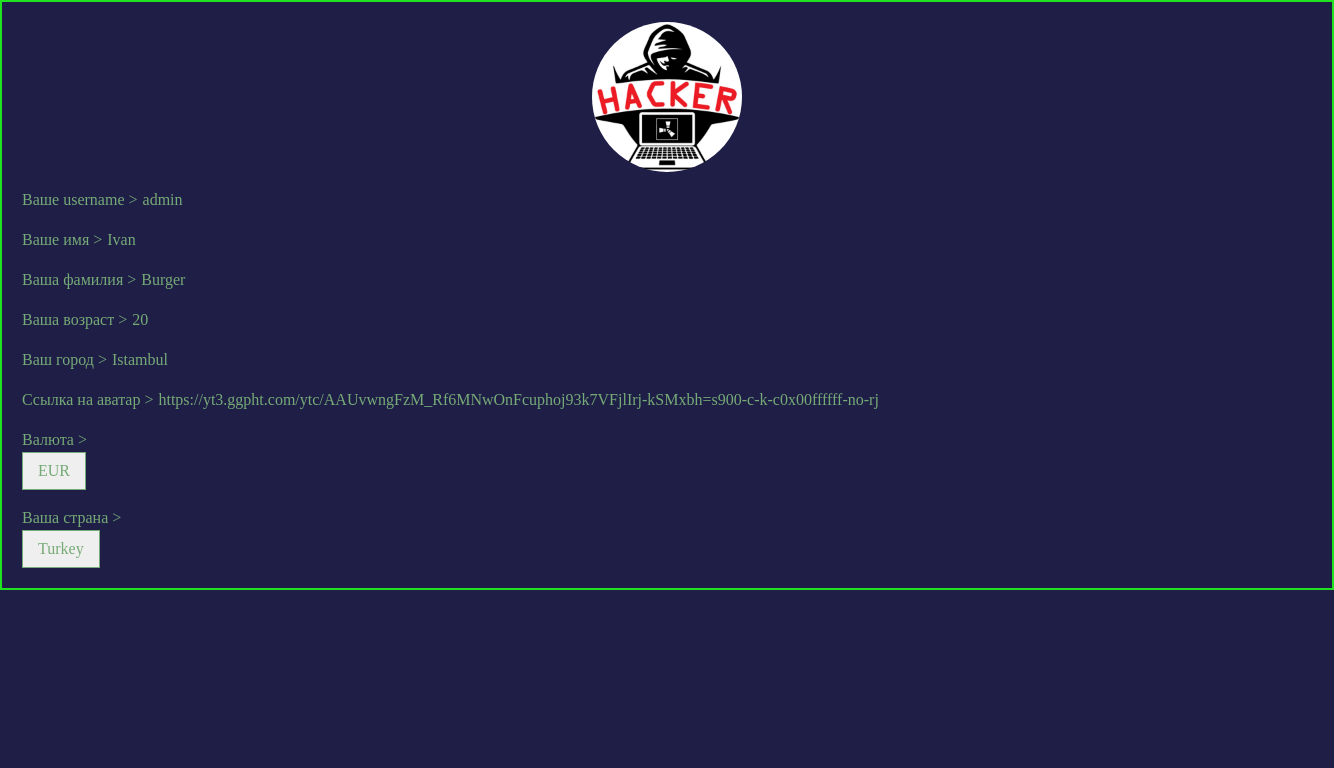 HACKER
Ваше username > admin
Ваше имя > Ivan
Ваша фамилия > Burger
Ваша возраст > 20
Ваш город > Istambul
Ссылка на аватар > https://yt3.ggpht.com/ytc/AAUvwngFzM_Rf6MNwOnFcuphoj93k7VFjlIrj-kSMxbh=s900-c-k-c0x00ffffff-no-rj
Валюта >
EUR
Ваша страна >
Turkey